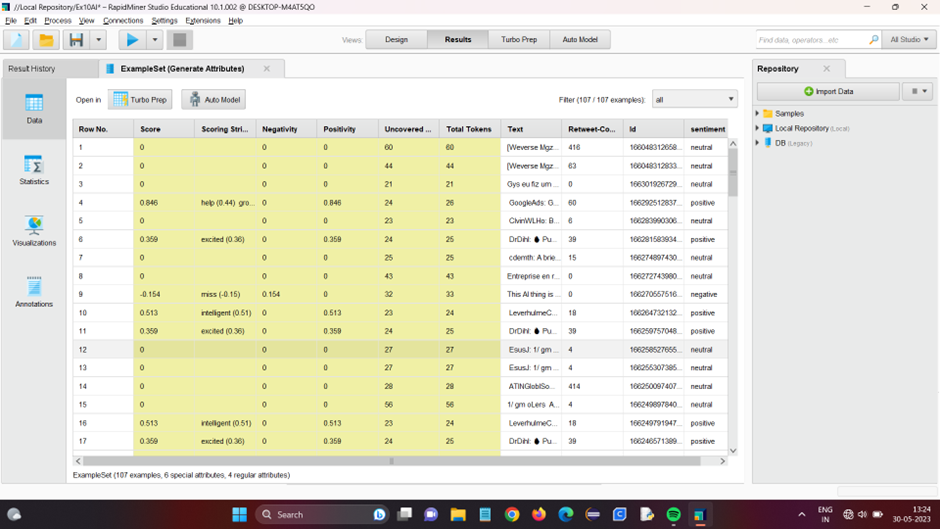 //Local Repository/Ex10AI* – RapidMiner Studio Educational 10.1.002 @ DESKTOP-M4AT5QO
File Edit Process View Connections Settings Extensions Help
Views: Design Results Turbo Prep Auto Model Find data, operators...etc All Studio
Result History ExampleSet (Generate Attributes)
Open in Turbo Prep Auto Model Filter (107 / 107 examples): all
Row No. Score Scoring Stri... Negativity Positivity Uncovered ... Total Tokens Text Retweet-Co... Id sentiment
1 0 0 0 60 60 [Weverse Mgz... 416 166048312658... neutral
2 0 0 0 44 44 [Weverse Mgz... 63 166048312833... neutral
3 0 0 0 21 21 Gys eu fiz um ... 0 166301926729... neutral
4 0.846 help (0.44) gro... 0 0.846 24 26 GoogleAds: G... 60 166292512837... positive
5 0 0 0 23 23 ClvinWLHo: B... 6 166283990306... neutral
6 0.359 excited (0.36) 0 0.359 24 25 DrDihl: Pu... 39 166281583934... positive
7 0 0 0 25 25 cdernth: A brie... 15 166274897430... neutral
8 0 0 0 43 43 Entreprise en r... 0 166272743980... neutral
9 -0.154 miss (-0.15) 0.154 0 32 33 This AI thing is ... 0 166270557516... negative
10 0.513 intelligent (0.51) 0 0.513 23 24 LeverhulmeC... 18 166264732132... positive
11 0.359 excited (0.36) 0 0.359 24 25 DrDihl: Pu... 39 166259757048... positive
12 0 0 0 27 27 EsusJ: 1/ gm ... 4 166258527655... neutral
13 0 0 0 27 27 EsusJ: 1/ gm ... 4 166255307385... neutral
14 0 0 0 28 28 ATINGloblSo... 414 166250097407... neutral
15 0 0 0 56 56 1/ gm oLers A... 0 166249897840... neutral
16 0.513 intelligent (0.51) 0 0.513 23 24 LeverhulmeC... 18 166249791947... positive
17 0.359 excited (0.36) 0 0.359 24 25 DrDihl: Pu... 39 166246571389... positive
ExampleSet (107 examples, 6 special attributes, 4 regular attributes)
Data
Statistics
Visualizations
Annotations
Repository
Import Data
Samples
Local Repository (Local)
DB (Legacy)
Search
ENG
IN
13:24
30-05-2023